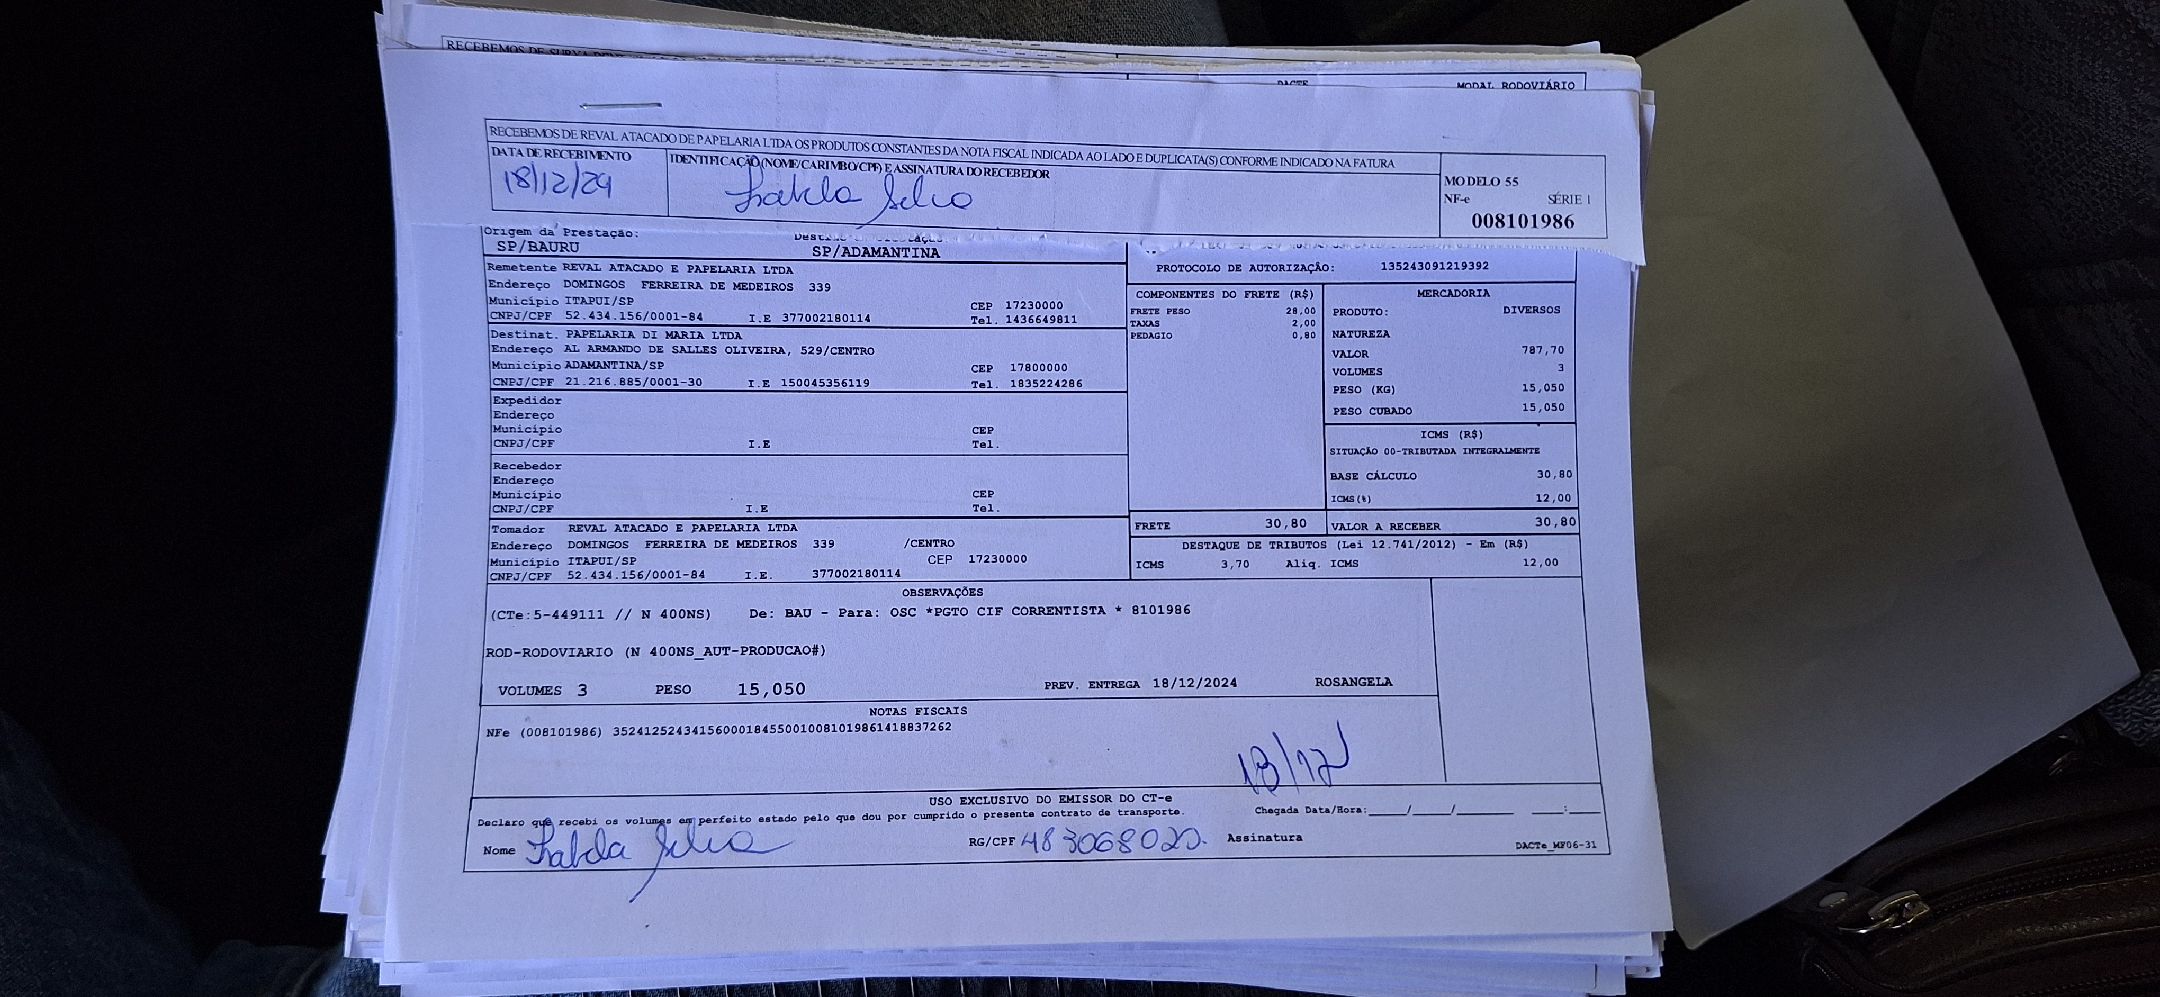 RECEBEMOS DE
DACTE
MODAL RODOVIÁRIO
RECEBEMOS DE REVAL ATACADO DE PAPELARIA LTDA OS PRODUTOS CONSTANTES DA NOTA FISCAL INDICADA AO LADO E DUPLICATA(S) CONFORME INDICADO NA FATURA
DATA DE RECEBIMENTO
18/12/24
IDENTIFICAÇÃO (NOME/CARIMBO/CPF) E ASSINATURA DO RECEBEDOR
Silva
MODELO 55
NF-e SÉRIE 1
008101986
Origem da Prestação:
SP/BAURU
SP/ADAMANTINA
Remetente REVAL ATACADO E PAPELARIA LTDA
Endereço DOMINGOS FERREIRA DE MEDEIROS 339
Município ITAPUI/SP CEP 17230000
CNPJ/CPF 52.434.156/0001-84 I.E 377002180114 Tel. 1436649811
Destinat. PAPELARIA DI MARIA LTDA
Endereço AL ARMANDO DE SALLES OLIVEIRA, 529/CENTRO
Município ADAMANTINA/SP CEP 17800000
CNPJ/CPF 21.216.885/0001-30 I.E 150045356119 Tel. 1835224286
Expedidor
Endereço
Município CEP
CNPJ/CPF I.E Tel.
Recebedor
Endereço
Município CEP
CNPJ/CPF I.E Tel.
Tomador REVAL ATACADO E PAPELARIA LTDA
Endereço DOMINGOS FERREIRA DE MEDEIROS 339 /CENTRO
Município ITAPUI/SP CEP 17230000
CNPJ/CPF 52.434.156/0001-84 I.E. 377002180114
PROTOCOLO DE AUTORIZAÇÃO: 135243091219392
COMPONENTES DO FRETE (R$)
FRETE PESO 28,00
TAXAS 2,00
PEDAGIO 0,80
MERCADORIA
PRODUTO: DIVERSOS
NATUREZA
VALOR 787,70
VOLUMES 3
PESO (KG) 15,050
PESO CUBADO 15,050
ICMS (R$)
SITUAÇÃO 00-TRIBUTADA INTEGRALMENTE
BASE CÁLCULO 30,80
ICMS(%) 12,00
FRETE 30,80
VALOR A RECEBER 30,80
DESTAQUE DE TRIBUTOS (Lei 12.741/2012) - Em (R$)
ICMS 3,70 Aliq. ICMS 12,00
OBSERVAÇÕES
(CTe:5-449111 // N 400NS) De: BAU - Para: OSC *PGTO CIF CORRENTISTA * 8101986
ROD-RODOVIARIO (N 400NS_AUT-PRODUCAO#)
VOLUMES 3 PESO 15,050 PREV. ENTREGA 18/12/2024 ROSANGELA
NOTAS FISCAIS
NFe (008101986) 35241252434156000184550010081019861418837262
18/12/
USO EXCLUSIVO DO EMISSOR DO CT-e
Declaro que recebi os volumes em perfeito estado pelo que dou por cumprido o presente contrato de transporte.
Chegada Data/Hora:____/____/______ ___:___
Nome Silva RG/CPF Assinatura
DACTe_MF06-31